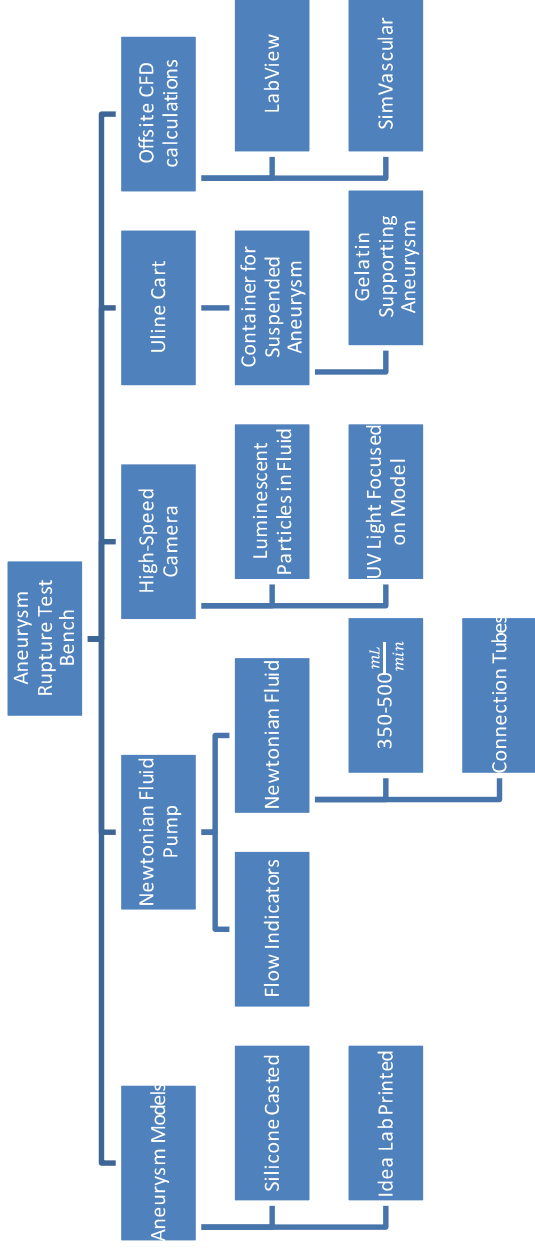 Aneurysm
Rupture Test
Bench
Aneurysm Models
Silicone Casted
Idea Lab Printed
Newtonian Fluid
Pump
Flow Indicators
Newtonian Fluid
350-500 mL/min
Connection Tubes
High-Speed
Camera
Luminescent
Particles in Fluid
UV Light Focused
on Model
Uline Cart
Container for
Suspended
Aneurysm
Gelatin
Supporting
Aneurysm
Offsite CFD
calculations
LabView
SimVascular